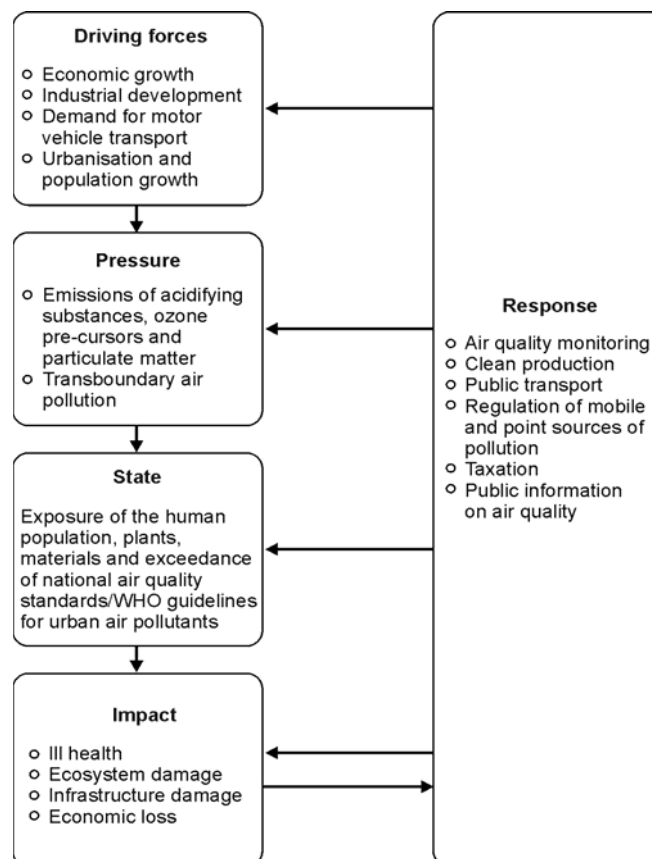 Driving forces
Economic growth
Industrial development
Demand for motor
vehicle transport
Urbanisation and
population growth
Pressure
Emissions of acidifying
substances, ozone
pre-cursors and
particulate matter
Transboundary air
pollution
State
Exposure of the human
population, plants,
materials and exceedance
of national air quality
standards/WHO guidelines
for urban air pollutants
Impact
Ill health
Ecosystem damage
Infrastructure damage
Economic loss
Response
Air quality monitoring
Clean production
Public transport
Regulation of mobile
and point sources of
pollution
Taxation
Public information
on air quality